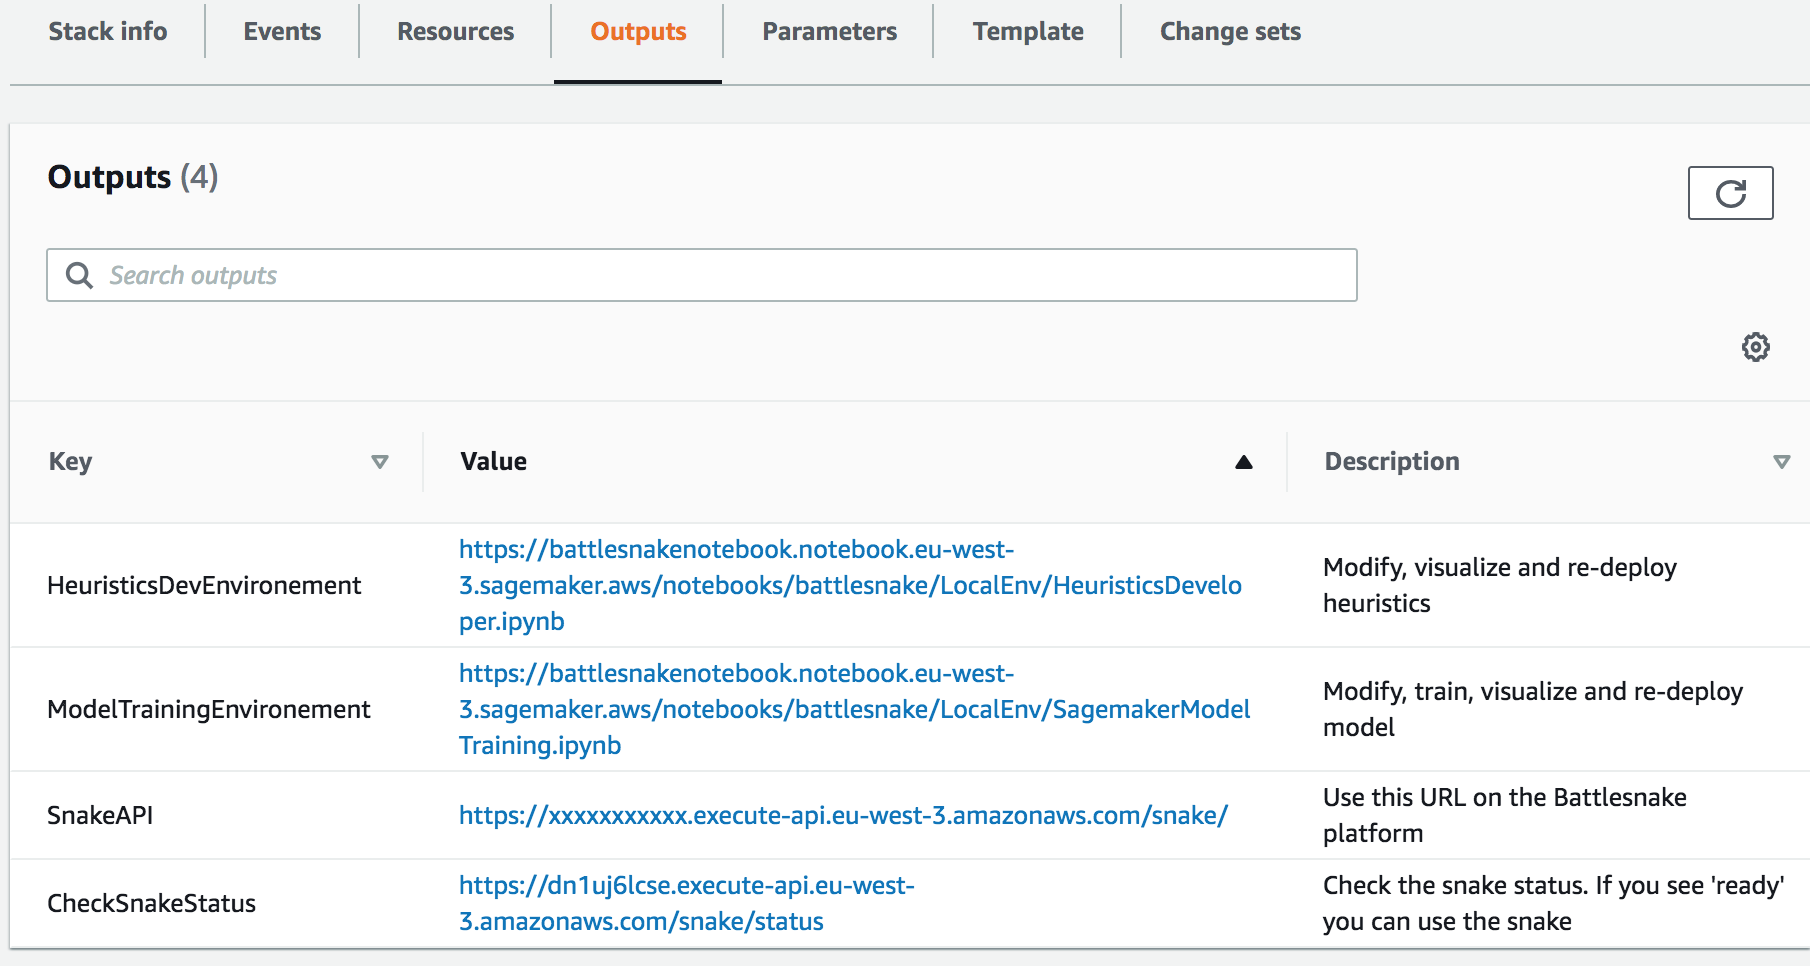 Stack info
Events
Resources
Outputs
Parameters
Template
Change sets
Outputs (4)
Search outputs
Key
Value
Description
HeuristicsDevEnvironement
https://battlesnakenotebook.notebook.eu-west-
3.sagemaker.aws/notebooks/battlesnake/LocalEnv/HeuristicsDevelo
per.ipynb
Modify, visualize and re-deploy
heuristics
ModelTrainingEnvironement
https://battlesnakenotebook.notebook.eu-west-
3.sagemaker.aws/notebooks/battlesnake/LocalEnv/SagemakerModel
Training.ipynb
Modify, train, visualize and re-deploy
model
SnakeAPI
https://xxxxxxxxxxx.execute-api.eu-west-3.amazonaws.com/snake/
Use this URL on the Battlesnake
platform
CheckSnakeStatus
https://dn1uj6lcse.execute-api.eu-west-
3.amazonaws.com/snake/status
Check the snake status. If you see 'ready'
you can use the snake